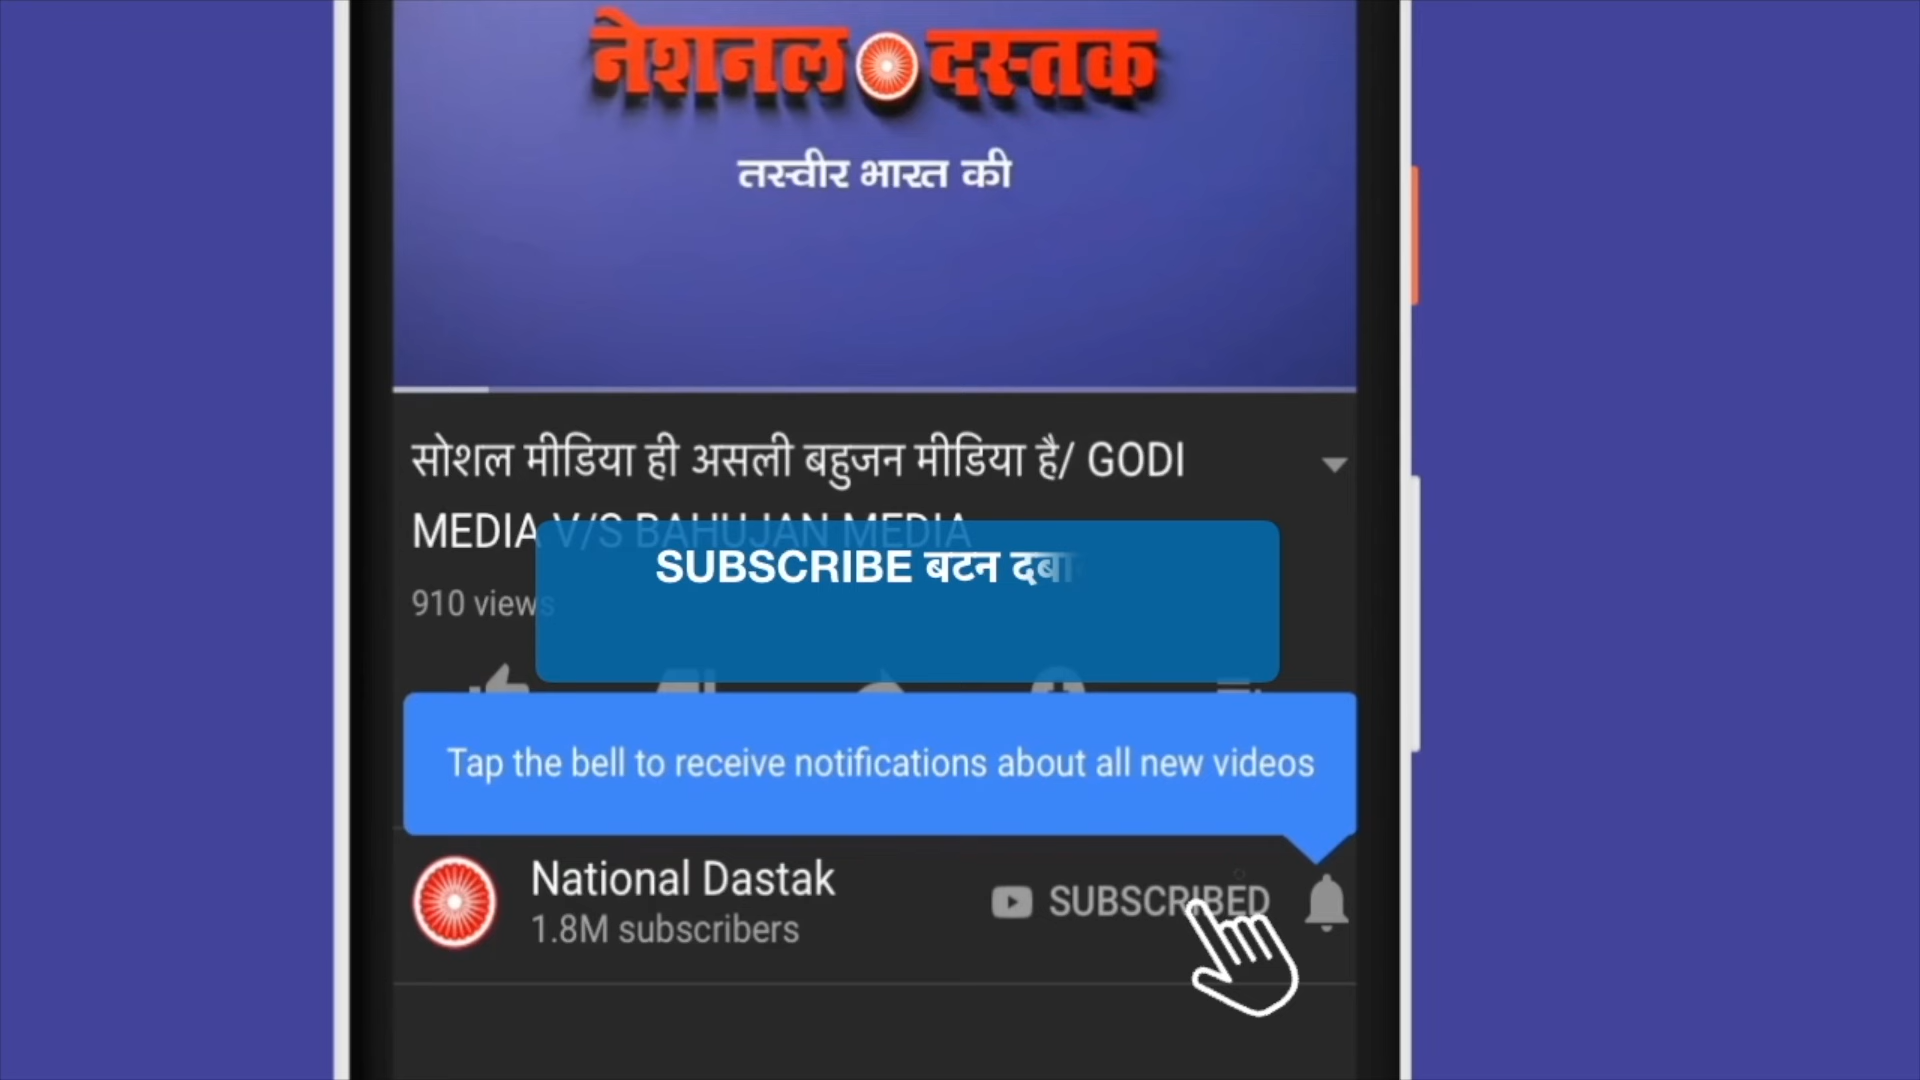 नेशनल दस्तक
तस्वीर भारत की
सोशल मीडिया ही असली बहुजन मीडिया है/ GODI
MEDIA V/S BAHUJAN MEDIA
SUBSCRIBE बटन दबा
910 views
Tap the bell to receive notifications about all new videos
National Dastak
SUBSCRIBED
1.8M subscribers